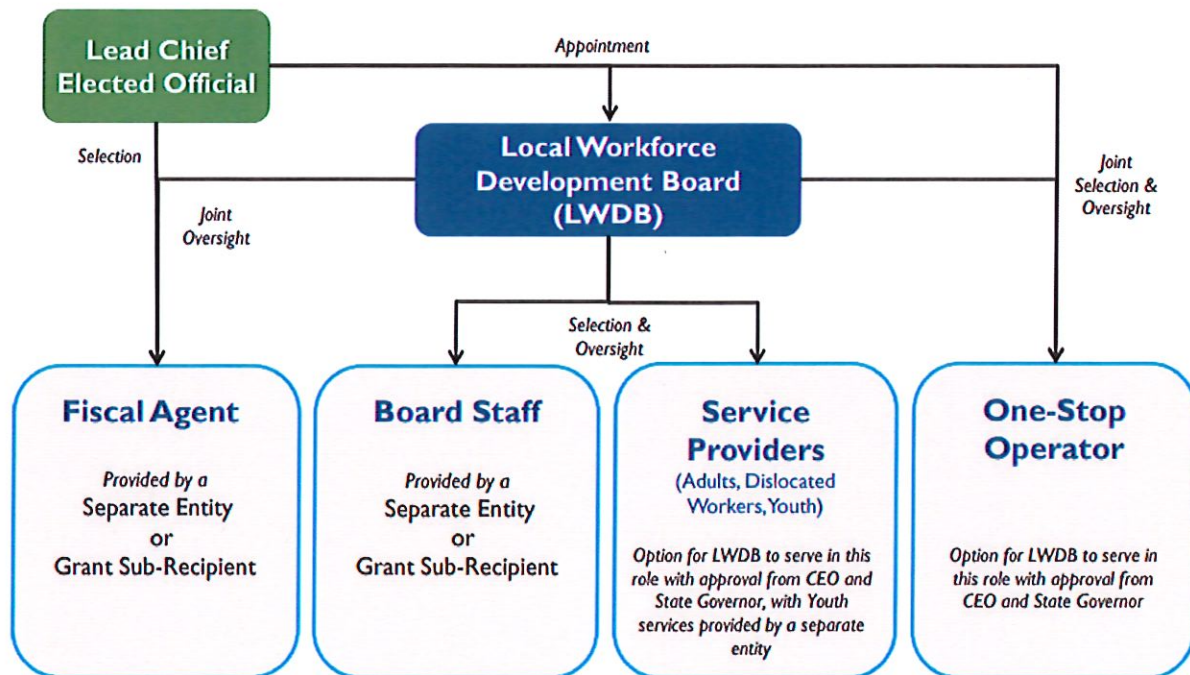 Lead Chief
Elected Official
Appointment
Selection
Local Workforce
Development Board
(LWDB)
Joint
Oversight
Joint
Selection &
Oversight
Selection &
Oversight
Fiscal Agent
Provided by a
Separate Entity
or
Grant Sub-Recipient
Board Staff
Provided by a
Separate Entity
or
Grant Sub-Recipient
Service
Providers
(Adults, Dislocated
Workers, Youth)
Option for LWDB to serve in this
role with approval from CEO and
State Governor, with Youth
services provided by a separate
entity
One-Stop
Operator
Option for LWDB to serve in
this role with approval from
CEO and State Governor